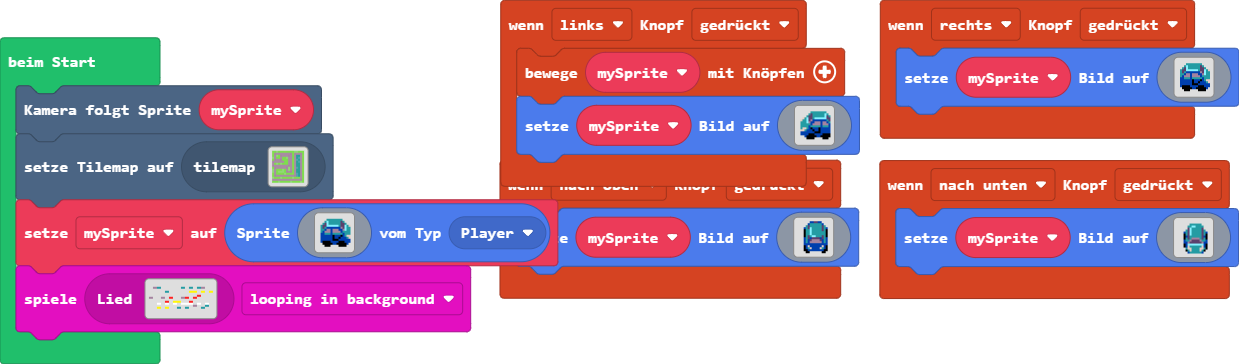 beim Start
Kamera folgt Sprite mySprite
setze Tilemap auf tilemap
setze mySprite auf Sprite vom Typ Player
spiele Lied looping in background
wenn links Knopf gedrückt
bewege mySprite mit Knöpfen
setze mySprite Bild auf
wenn nach oben Knopf gedrückt
e mySprite Bild auf
wenn rechts Knopf gedrückt
setze mySprite Bild auf
wenn nach unten Knopf gedrückt
setze mySprite Bild auf